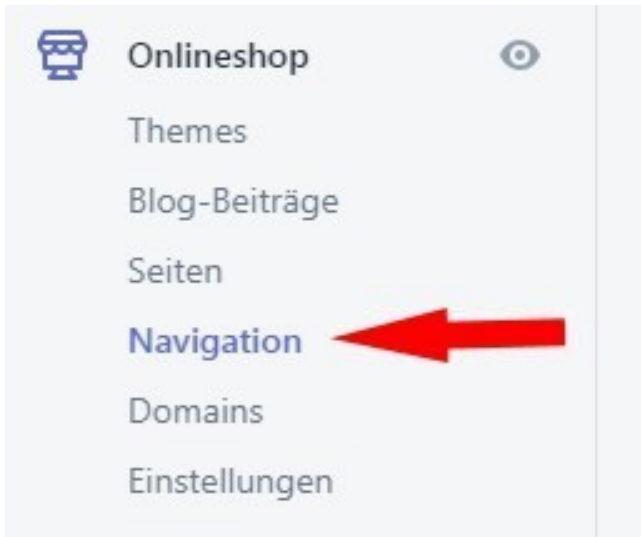 Onlineshop
Themes
Blog-Beiträge
Seiten
Navigation
Domains
Einstellungen